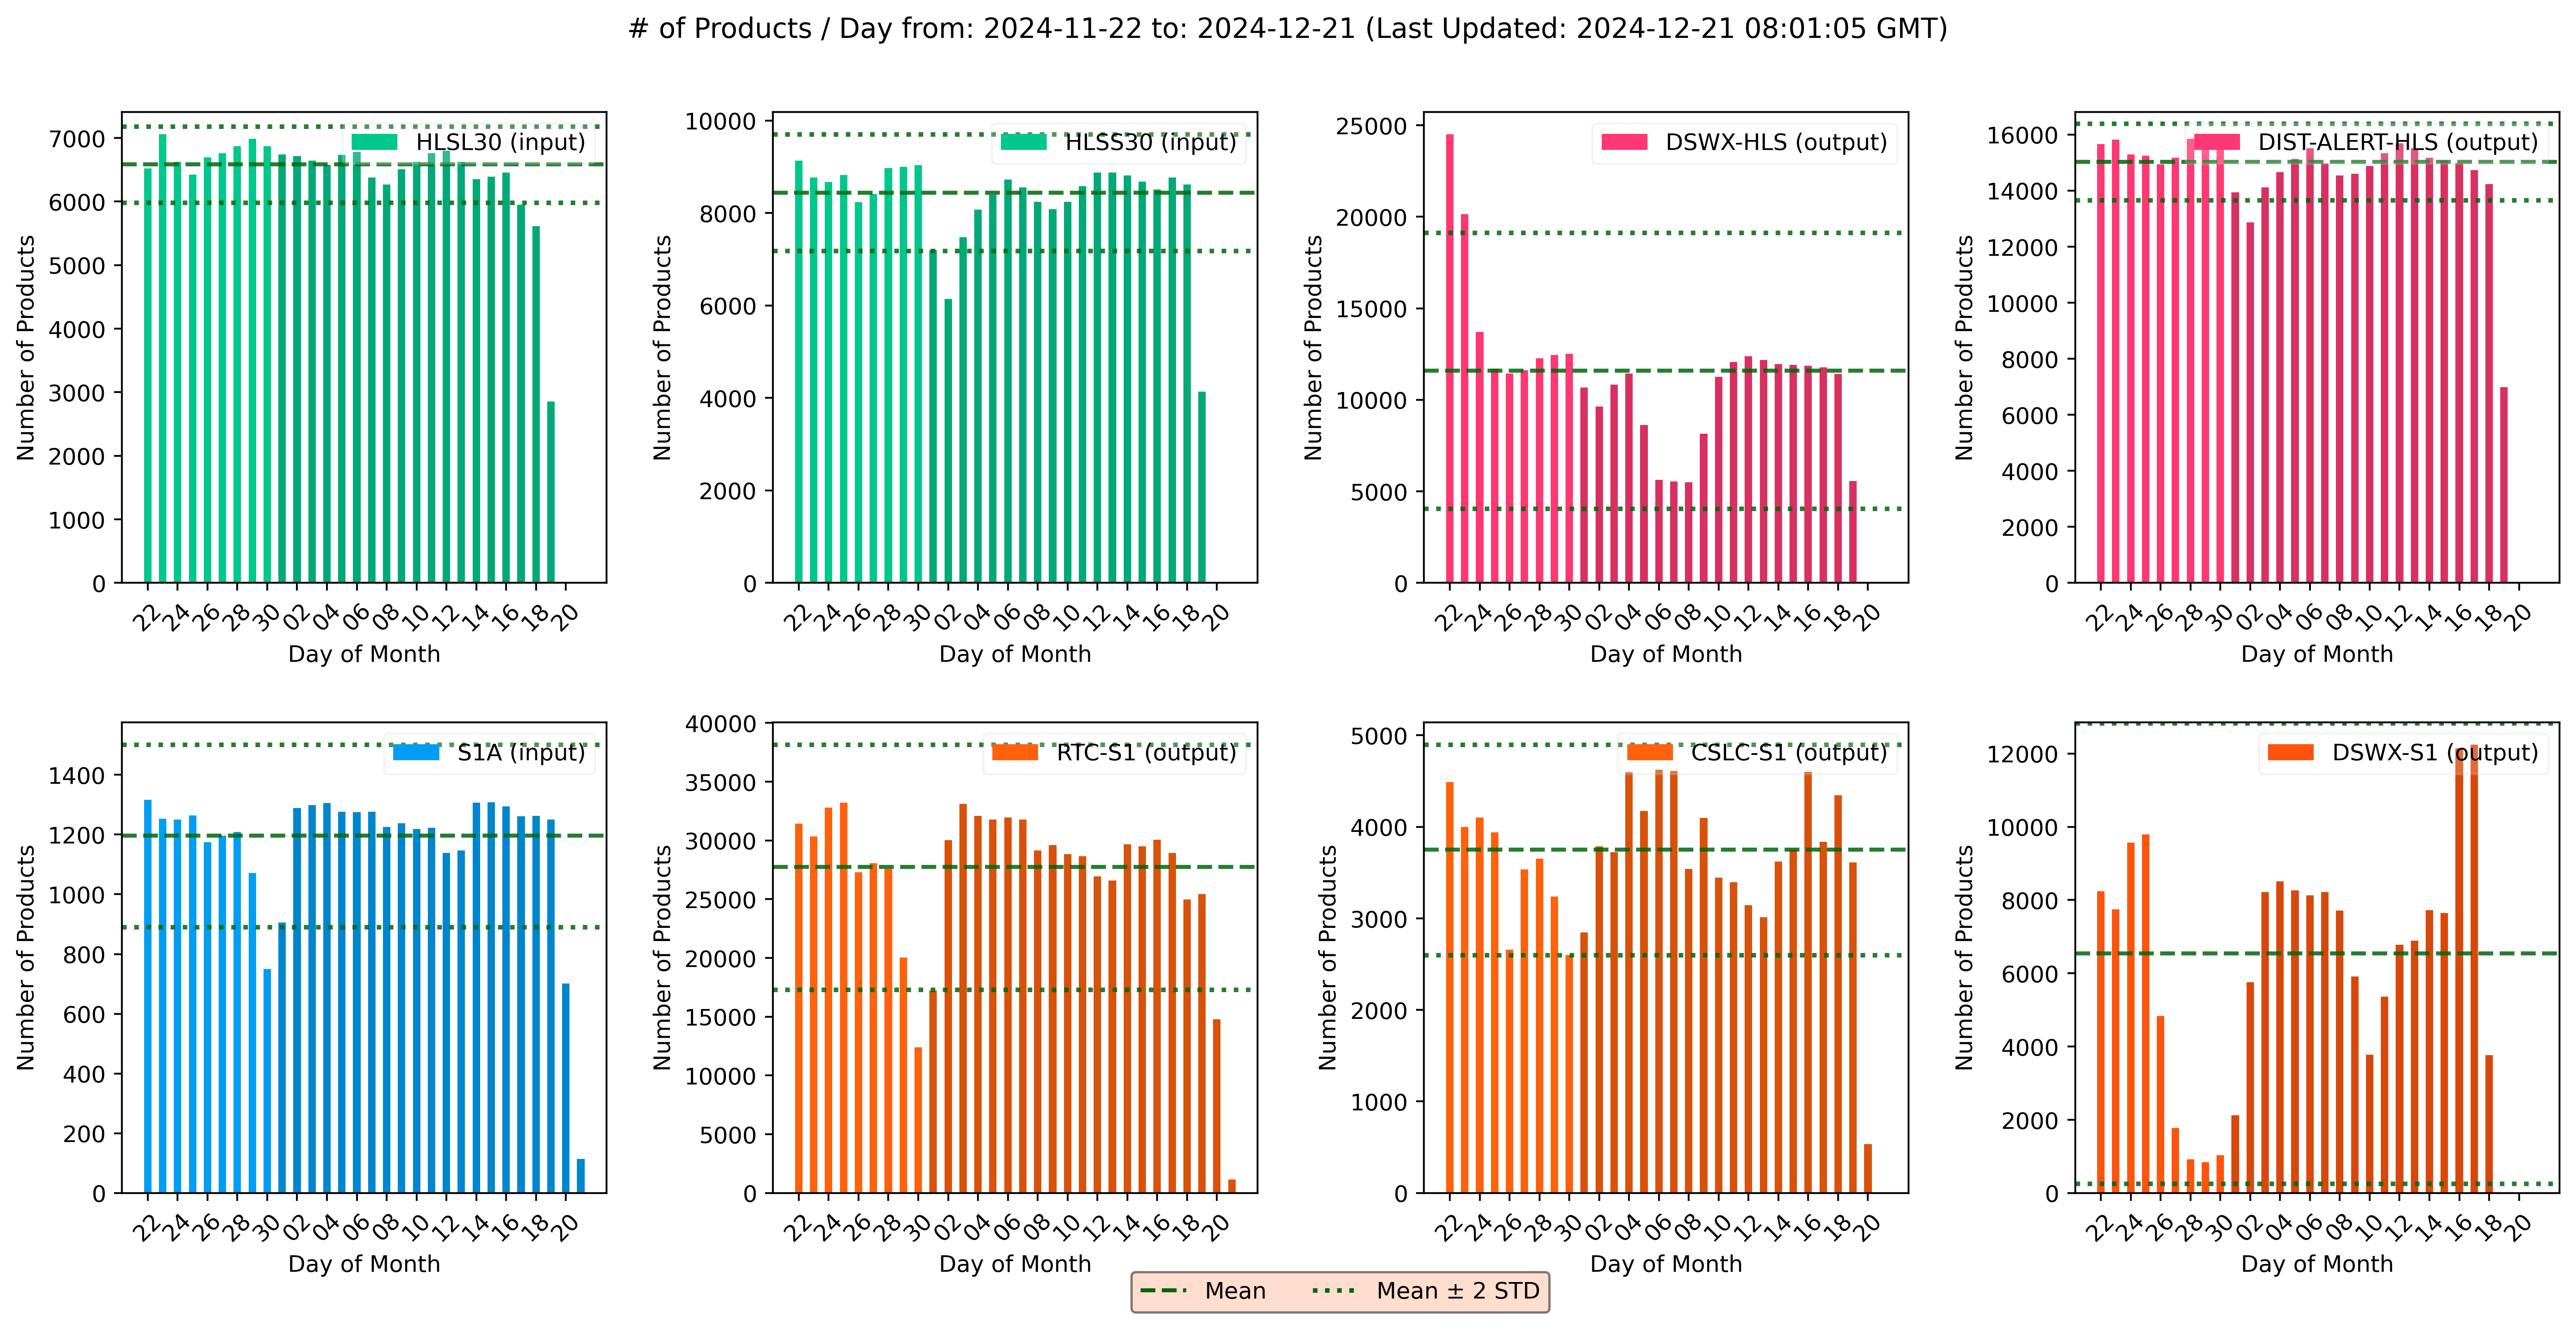 # of Products / Day from: 2024-11-22 to: 2024-12-21 (Last Updated: 2024-12-21 08:01:05 GMT)
HLSL30 (input)
Number of Products
7000
6000
5000
4000
3000
2000
1000
0
22 24 26 28 30 02 04 06 08 10 12 14 16 18 20
Day of Month
HLSS30 (input)
Number of Products
10000
8000
6000
4000
2000
0
22 24 26 28 30 02 04 06 08 10 12 14 16 18 20
Day of Month
DSWX-HLS (output)
Number of Products
25000
20000
15000
10000
5000
0
22 24 26 28 30 02 04 06 08 10 12 14 16 18 20
Day of Month
DIST-ALERT-HLS (output)
Number of Products
16000
14000
12000
10000
8000
6000
4000
2000
0
22 24 26 28 30 02 04 06 08 10 12 14 16 18 20
Day of Month
S1A (input)
Number of Products
1400
1200
1000
800
600
400
200
0
22 24 26 28 30 02 04 06 08 10 12 14 16 18 20
Day of Month
RTC-S1 (output)
Number of Products
40000
35000
30000
25000
20000
15000
10000
5000
0
22 24 26 28 30 02 04 06 08 10 12 14 16 18 20
Day of Month
CSLC-S1 (output)
Number of Products
5000
4000
3000
2000
1000
0
22 24 26 28 30 02 04 06 08 10 12 14 16 18 20
Day of Month
DSWX-S1 (output)
Number of Products
12000
10000
8000
6000
4000
2000
0
22 24 26 28 30 02 04 06 08 10 12 14 16 18 20
Day of Month
Mean
Mean ± 2 STD